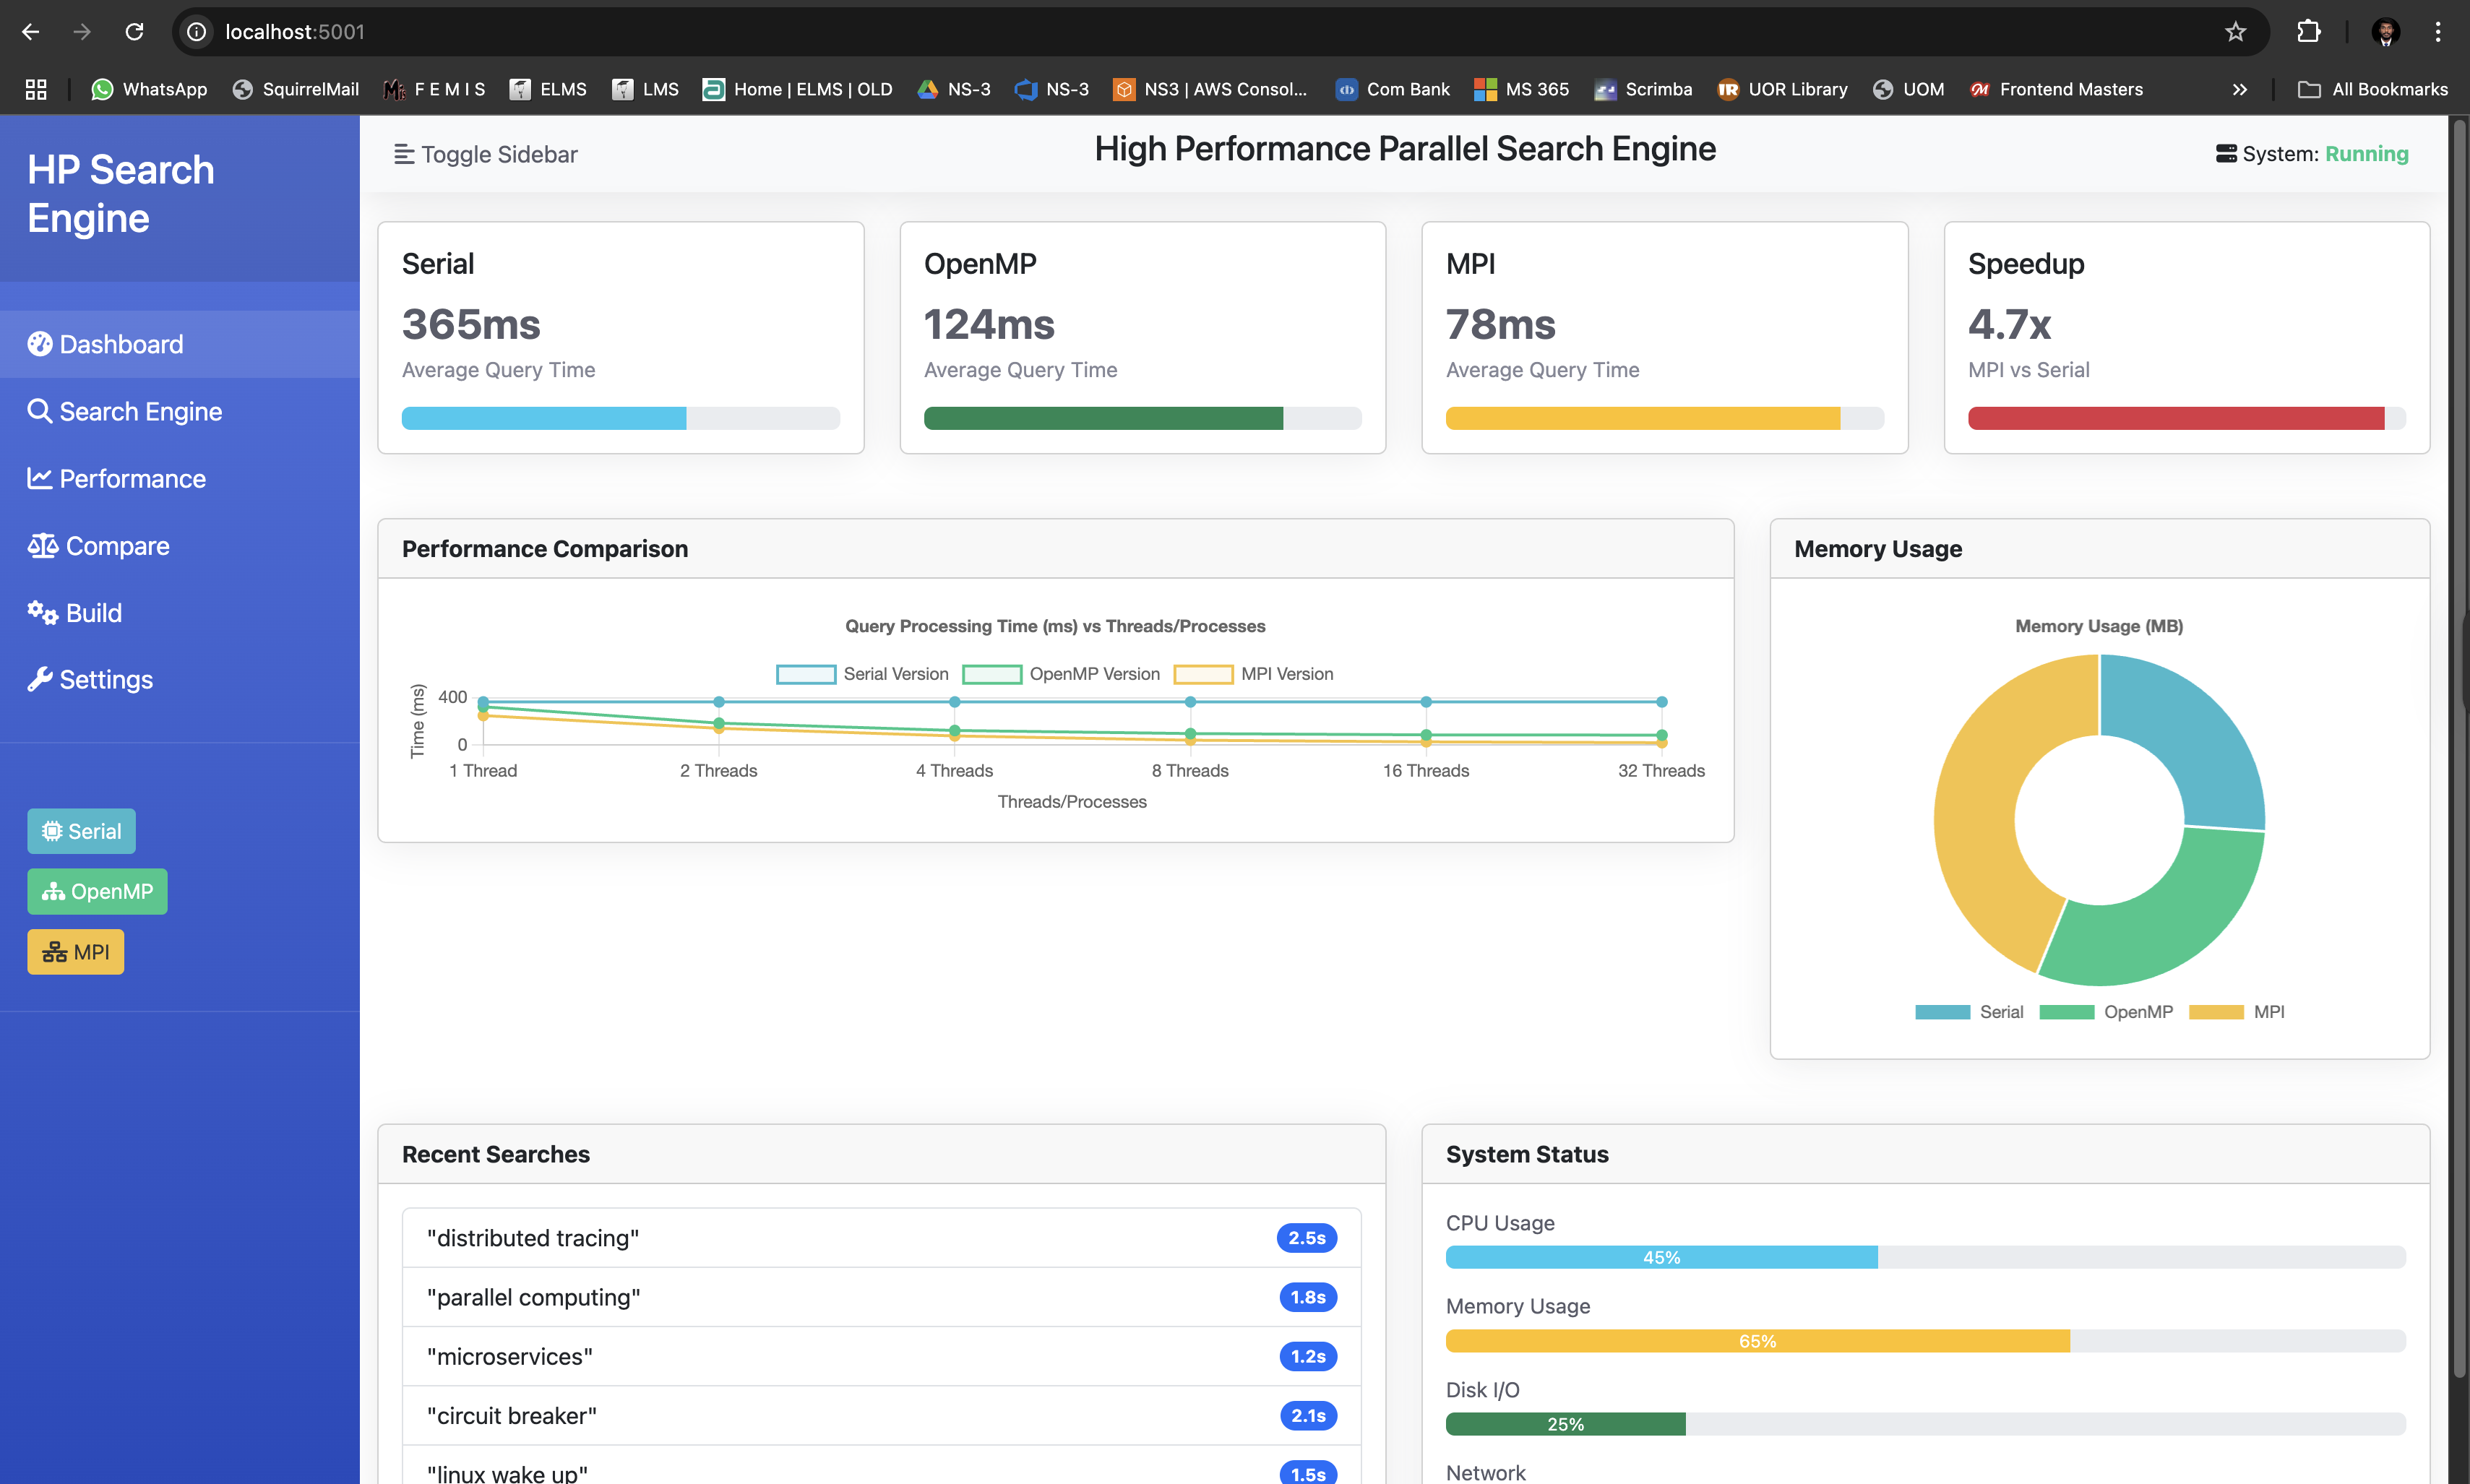 localhost:5001
WhatsApp
SquirrelMail
F E M I S
ELMS
LMS
Home | ELMS | OLD
NS-3
NS-3
NS3 | AWS Consol...
Com Bank
MS 365
Scrimba
UOR Library
UOM
Frontend Masters
All Bookmarks
HP Search
Engine
Dashboard
Search Engine
Performance
Compare
Build
Settings
Serial
OpenMP
MPI
Toggle Sidebar
High Performance Parallel Search Engine
System: Running
Serial
365ms
Average Query Time
OpenMP
124ms
Average Query Time
MPI
78ms
Average Query Time
Speedup
4.7x
MPI vs Serial
Performance Comparison
Query Processing Time (ms) vs Threads/Processes
Serial Version
OpenMP Version
MPI Version
Time (ms)
400
0
1 Thread
2 Threads
4 Threads
8 Threads
16 Threads
32 Threads
Threads/Processes
Memory Usage
Memory Usage (MB)
Serial
OpenMP
MPI
Recent Searches
"distributed tracing"
2.5s
"parallel computing"
1.8s
"microservices"
1.2s
"circuit breaker"
2.1s
"linux wake up"
1.5s
System Status
CPU Usage
45%
Memory Usage
65%
Disk I/O
25%
Network